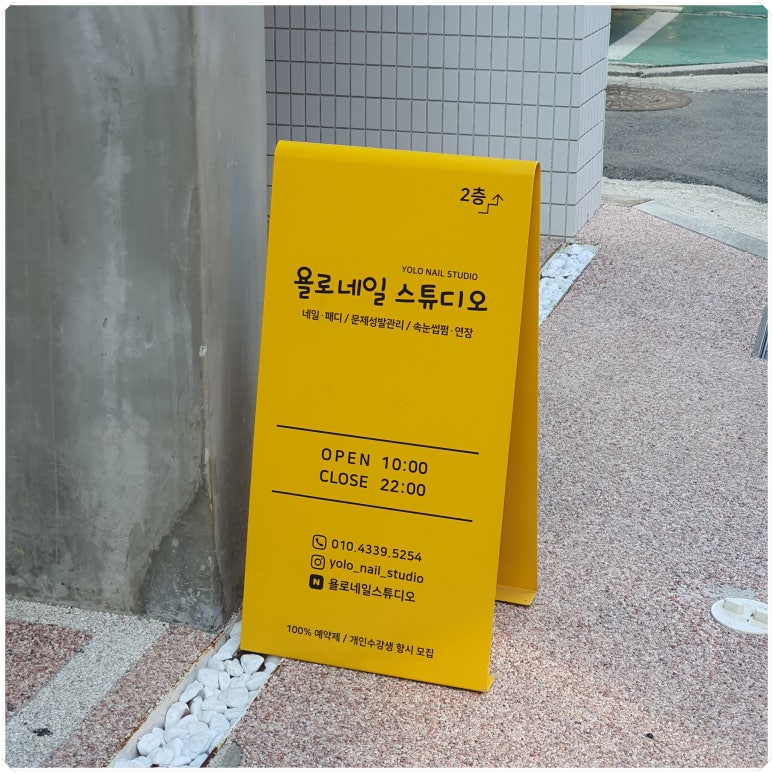 2층
YOLO NAIL STUDIO
욜로네일 스튜디오
네일·패디 / 문제성발관리 / 속눈썹펌·연장
OPEN 10:00
CLOSE 22:00
010.4339.5254
yolo_nail_studio
N 욜로네일스튜디오
100% 예약제 / 개인수강생 항시 모집